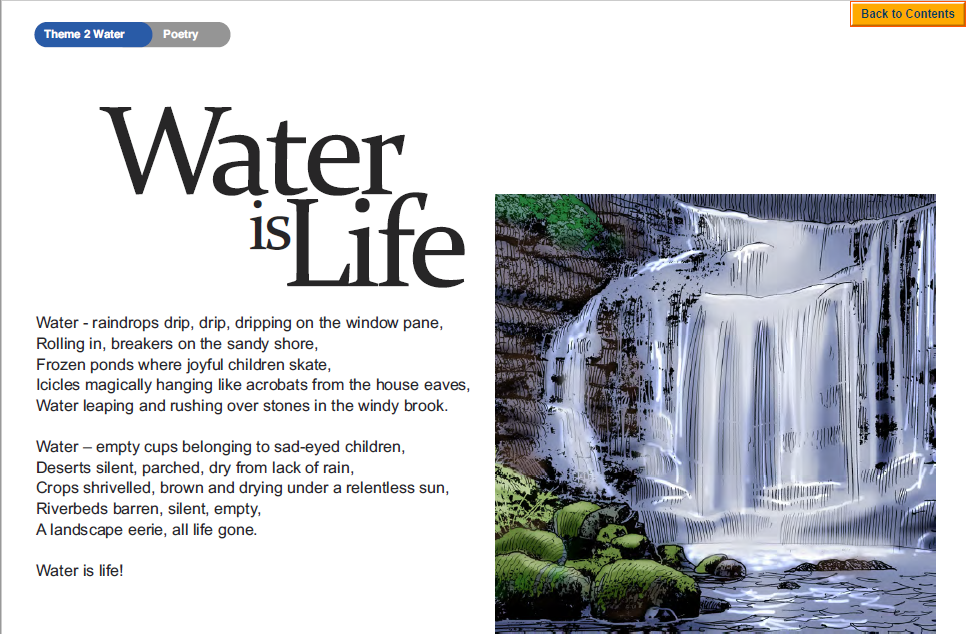 Back to Contents
Theme 2 Water Poetry
Water
is Life
Water - raindrops drip, drip, dripping on the window pane,
Rolling in, breakers on the sandy shore,
Frozen ponds where joyful children skate,
Icicles magically hanging like acrobats from the house eaves,
Water leaping and rushing over stones in the windy brook.

Water – empty cups belonging to sad-eyed children,
Deserts silent, parched, dry from lack of rain,
Crops shrivelled, brown and drying under a relentless sun,
Riverbeds barren, silent, empty,
A landscape eerie, all life gone.

Water is life!